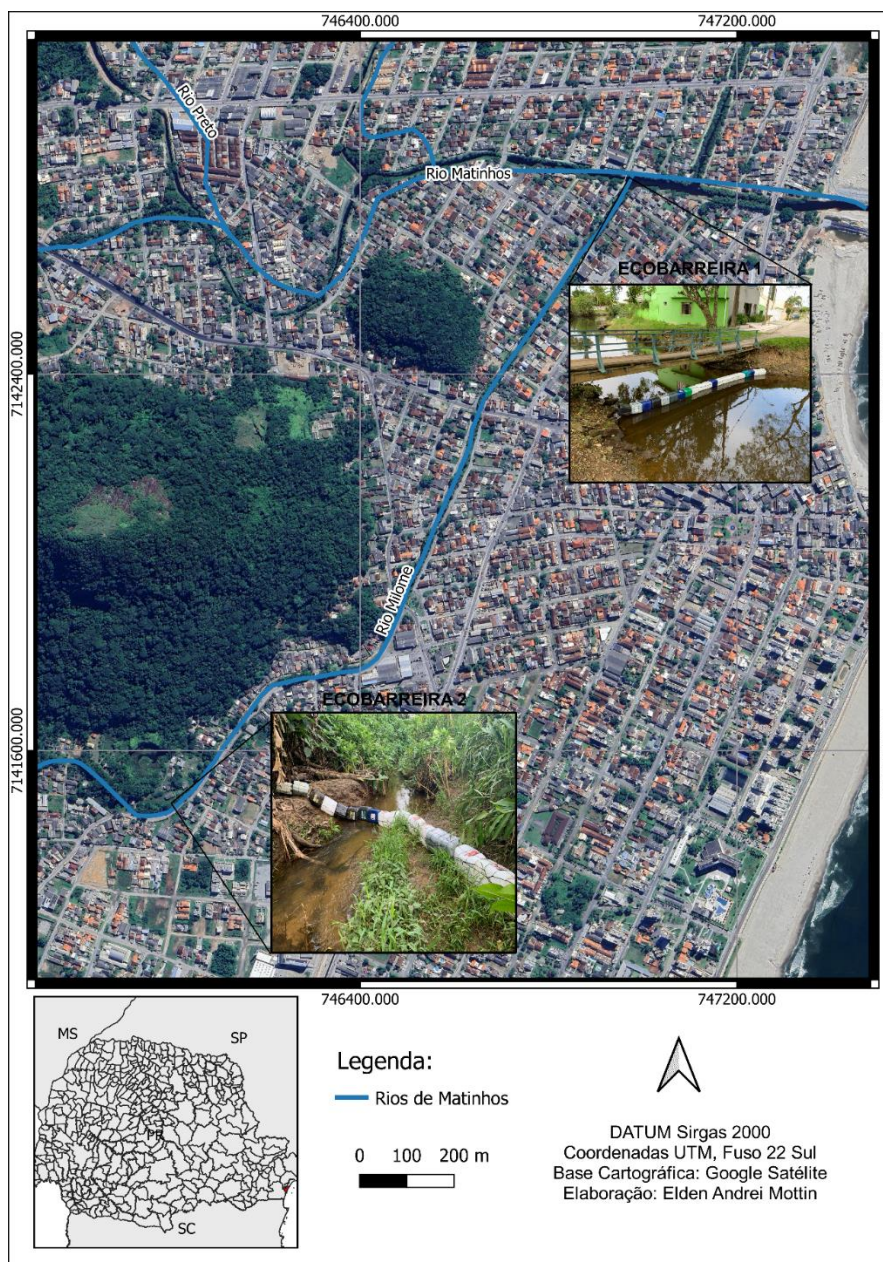 746400.000
747200.000
Rio Preto
Rio Matinhos
ECOBARREIRA 1
7142400.000
Rio Milome
ECOBARREIRA 2
7141600.000
746400.000
747200.000
MS
SP
PR
SC
Legenda:
Rios de Matinhos
0 100 200 m
DATUM Sirgas 2000
Coordenadas UTM, Fuso 22 Sul
Base Cartográfica: Google Satélite
Elaboração: Elden Andrei Mottin